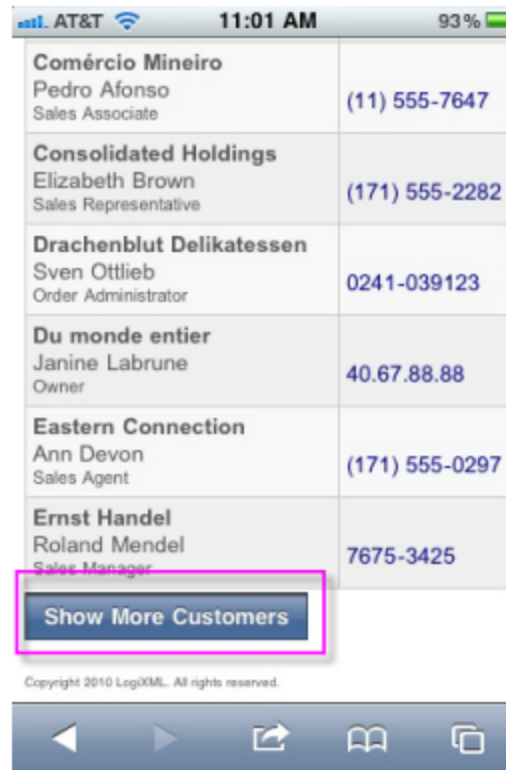 AT&T 11:01 AM 93%
Comércio Mineiro
Pedro Afonso
Sales Associate
(11) 555-7647
Consolidated Holdings
Elizabeth Brown
Sales Representative
(171) 555-2282
Drachenblut Delikatessen
Sven Ottlieb
Order Administrator
0241-039123
Du monde entier
Janine Labrune
Owner
40.67.88.88
Eastern Connection
Ann Devon
Sales Agent
(171) 555-0297
Ernst Handel
Roland Mendel
Sales Manager
7675-3425
Show More Customers
Copyright 2010 LogiXML. All rights reserved.